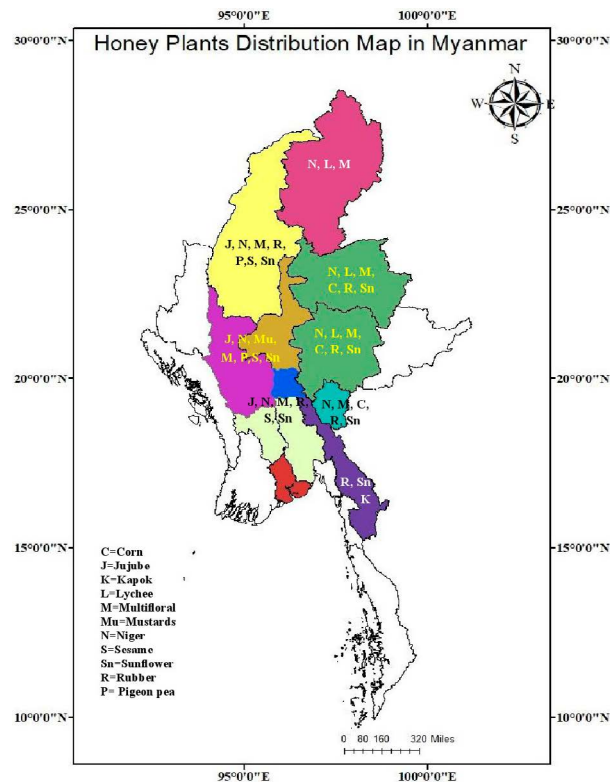 95°0'0"E 100°0'0"E
Honey Plants Distribution Map in Myanmar
30°0'0"N 30°0'0"N
N
W E
S
N, L, M
25°0'0"N 25°0'0"N
J, N, M, R,
P,S, Sn
N, L, M,
C, R, Sn
J, N, Mu,
M, P,S, Sn
N, L, M,
C, R, Sn
20°0'0"N 20°0'0"N
J, N, M, R,
S, Sn
N, M, C,
R, Sn
R, Sn
K
15°0'0"N 15°0'0"N
C=Corn
J=Jujube
K=Kapok
L=Lychee
M=Multifloral
Mu=Mustards
N=Niger
S=Sesame
Sn=Sunflower
R=Rubber
P= Pigeon pea
10°0'0"N 10°0'0"N
0 80 160 320 Miles
95°0'0"E 100°0'0"E